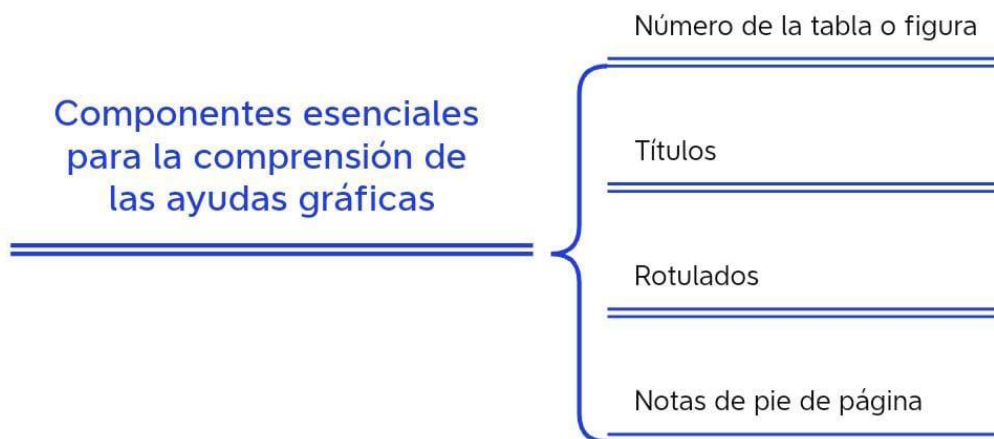 Componentes esenciales
para la comprensión de
las ayudas gráficas
Número de la tabla o figura
Títulos
Rotulados
Notas de pie de página